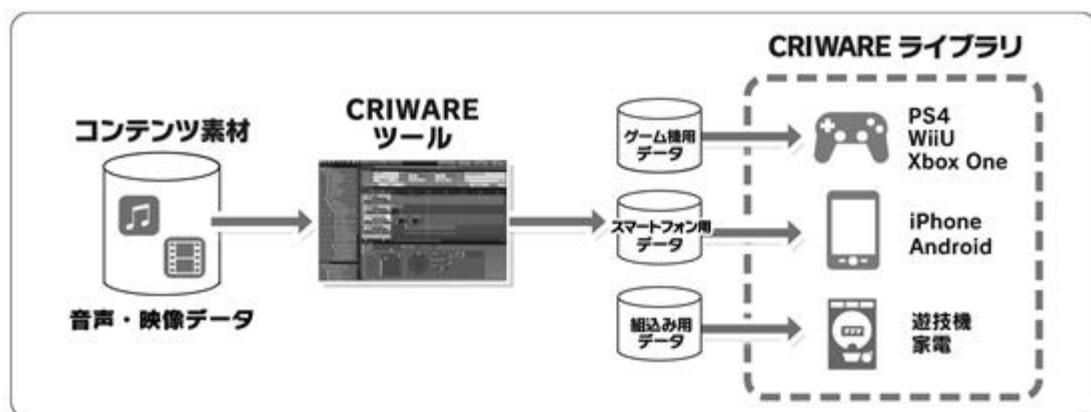 コンテンツ素材
音声・映像データ
CRIWARE
ツール
ゲーム機用
データ
スマートフォン用
データ
組込み用
データ
CRIWARE ライブラリ
PS4
WiiU
Xbox One
iPhone
Android
遊技機
家電